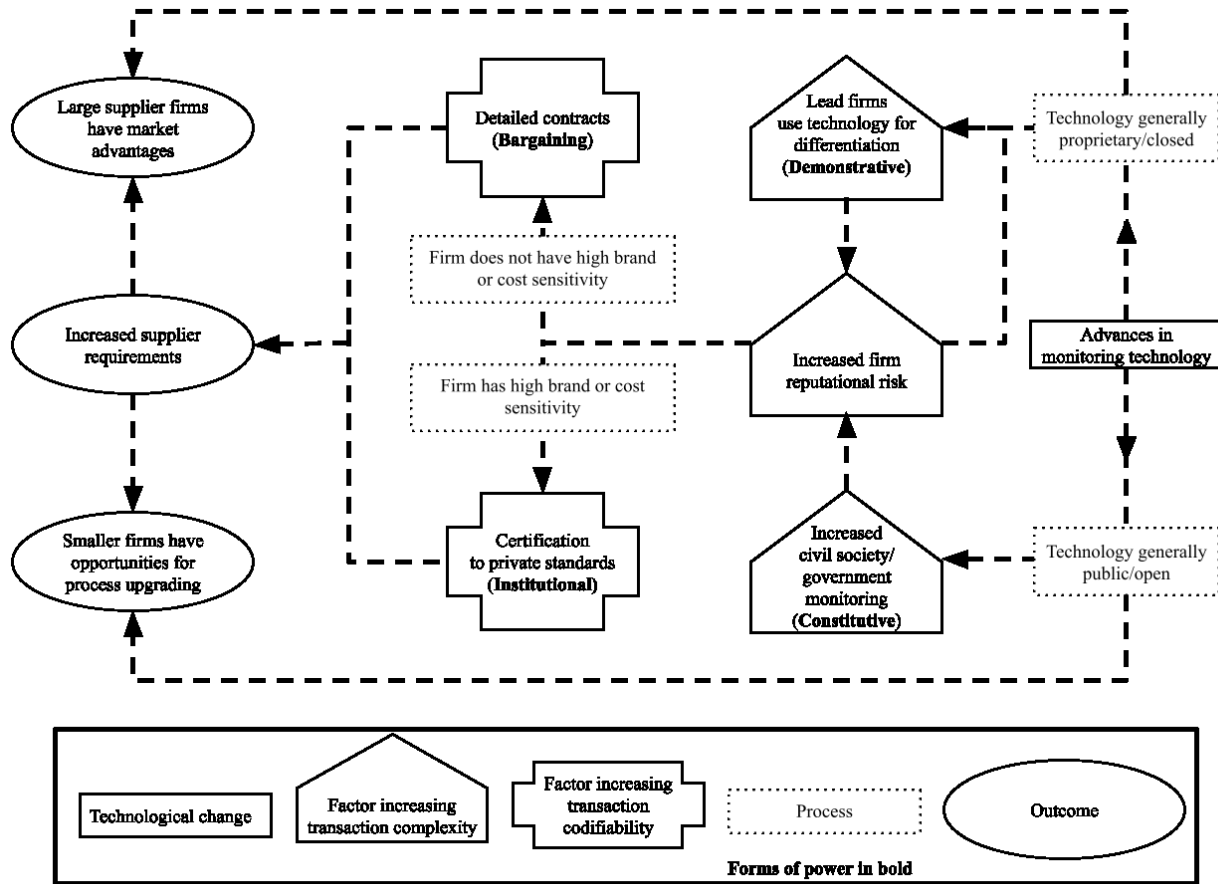 Large supplier firms
have market
advantages
Detailed contracts
(Bargaining)
Lead firms
use technology for
differentiation
(Demonstrative)
Technology generally
proprietary/closed
Firm does not have high brand
or cost sensitivity
Increased supplier
requirements
Increased firm
reputational risk
Advances in
monitoring technology
Firm has high brand or cost
sensitivity
Smaller firms have
opportunities for
process upgrading
Certification
to private standards
(Institutional)
Increased
civil society/
government
monitoring
(Constitutive)
Technology generally
public/open
Technological change
Factor increasing
transaction complexity
Factor increasing
transaction
codifiability
Process
Outcome
Forms of power in bold